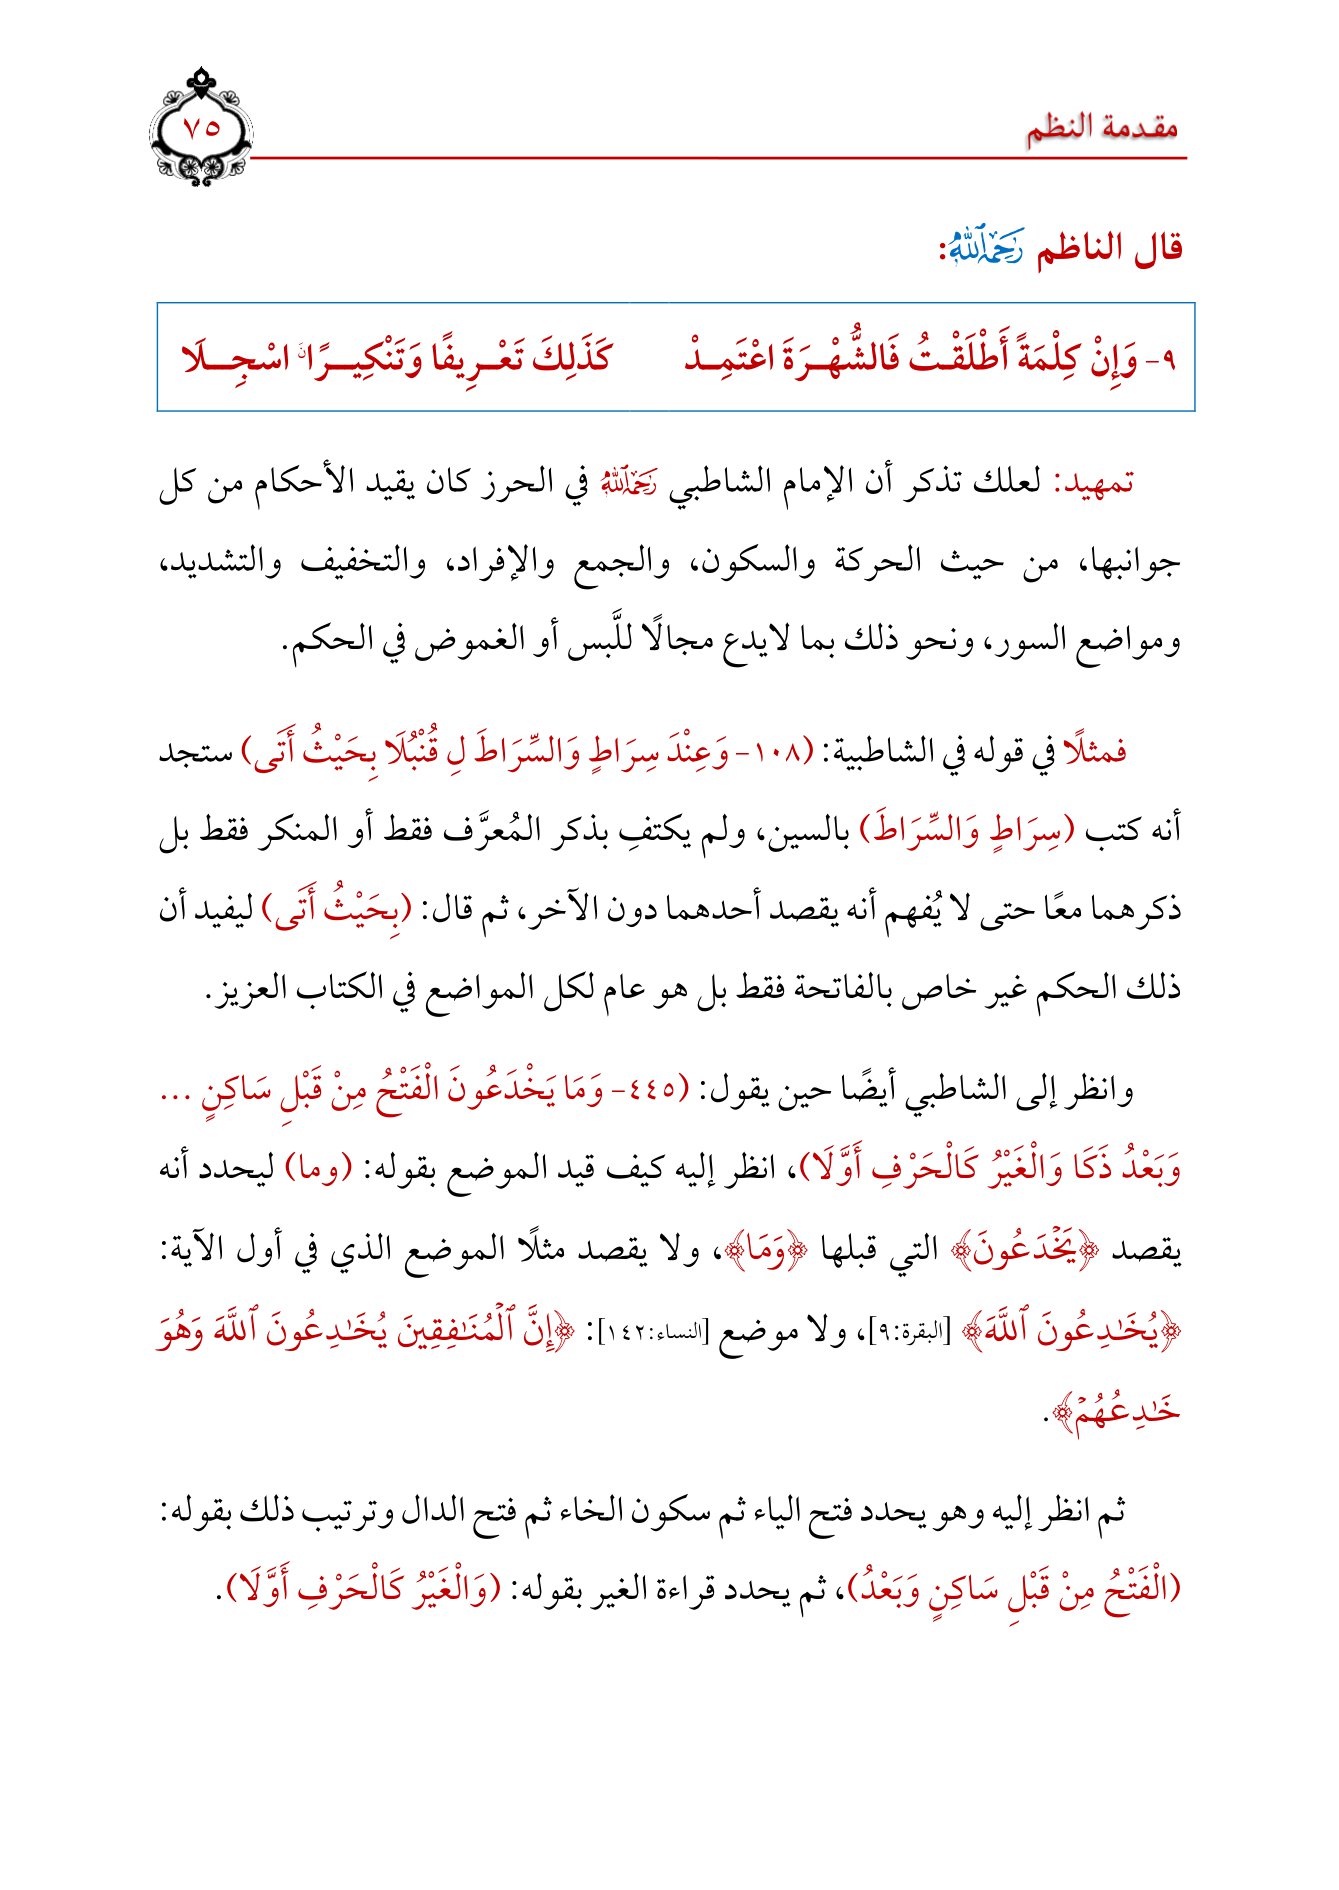 مقدمة النظم
٧٥
قال الناظم رَحِمَهُ ٱللَّهُ:
٩- وَإِنْ كِلْمَةً أَطْلَقْتُ فَالشُّهْرَةَ اعْتَمِدْ كَذَلِكَ تَعْرِيفًا وَتَنْكِيرًا نَ اسْجِلَا
تمهيد: لعلك تذكر أن الإمام الشاطبي رَحِمَهُ ٱللَّهُ في الحرز كان يقيد الأحكام من كل
جوانبها، من حيث الحركة والسكون، والجمع والإفراد، والتخفيف والتشديد،
ومواضع السور، ونحو ذلك بما لايدع مجالًا للَّبس أو الغموض في الحكم.
فمثلًا في قوله في الشاطبية: (١٠٨- وَعِنْدَ سِرَاطٍ وَالسِّرَاطَ لِ قُنْبُلَا بِحَيْثُ أَتَى) ستجد
أنه كتب (سِرَاطٍ وَالسِّرَاطَ) بالسين، ولم يكتفِ بذكر المُعرَّف فقط أو المنكر فقط بل
ذكرهما معًا حتى لا يُفهم أنه يقصد أحدهما دون الآخر، ثم قال: (بِحَيْثُ أَتَى) ليفيد أن
ذلك الحكم غير خاص بالفاتحة فقط بل هو عام لكل المواضع في الكتاب العزيز.
وانظر إلى الشاطبي أيضًا حين يقول: (٤٤٥- وَمَا يَخْدَعُونَ الْفَتْحُ مِنْ قَبْلِ سَاكِنٍ ...
وَبَعْدُ ذَكَا وَالْغَيْرُ كَالْحَرْفِ أَوَّلَا)، انظر إليه كيف قيد الموضع بقوله: (وما) ليحدد أنه
يقصد ﴿يَخۡدَعُونَ﴾ التي قبلها ﴿وَمَا﴾، ولا يقصد مثلًا الموضع الذي في أول الآية:
﴿يُخَـٰدِعُونَ ٱللَّهَ﴾ [البقرة:٩]، ولا موضع [النساء:١٤٢]: ﴿إِنَّ ٱلۡمُنَـٰفِقِينَ يُخَـٰدِعُونَ ٱللَّهَ وَهُوَ
خَـٰدِعُهُمۡ﴾.
ثم انظر إليه وهو يحدد فتح الياء ثم سكون الخاء ثم فتح الدال وترتيب ذلك بقوله:
(الْفَتْحُ مِنْ قَبْلِ سَاكِنٍ وَبَعْدُ)، ثم يحدد قراءة الغير بقوله: (وَالْغَيْرُ كَالْحَرْفِ أَوَّلَا).